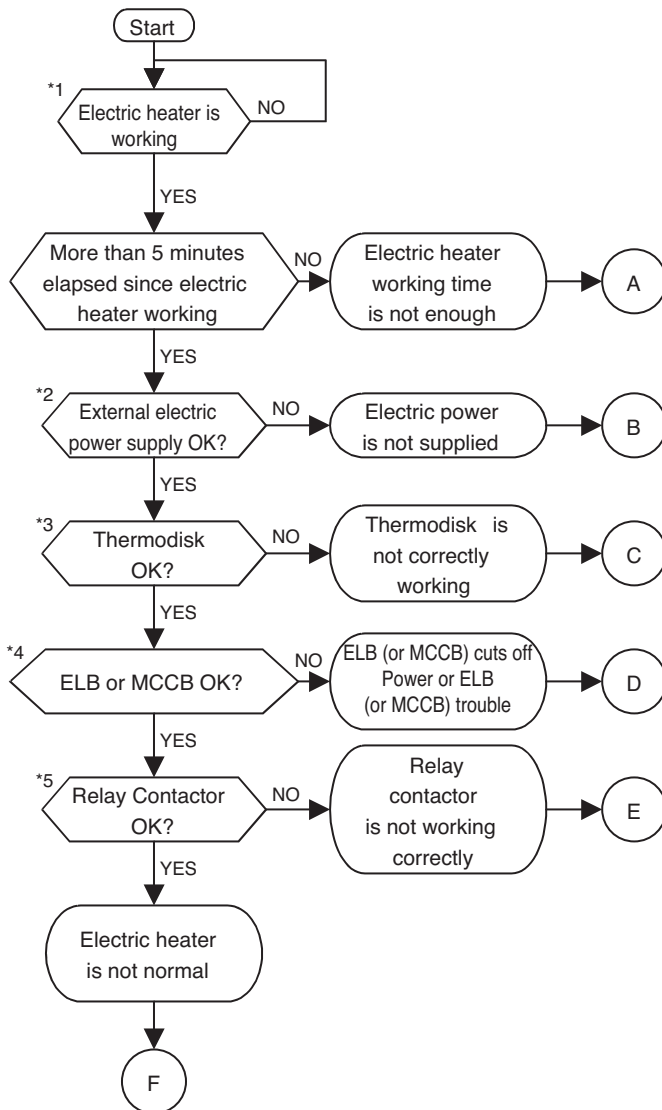 Start
*1
Electric heater is
working
NO
YES
More than 5 minutes
elapsed since electric
heater working
NO
Electric heater
working time
is not enough
A
YES
*2
External electric
power supply OK?
NO
Electric power
is not supplied
B
YES
*3
Thermodisk
OK?
NO
Thermodisk is
not correctly
working
C
YES
*4
ELB or MCCB OK?
NO
ELB (or MCCB) cuts off
Power or ELB
(or MCCB) trouble
D
YES
*5
Relay Contactor
OK?
NO
Relay
contactor
is not working
correctly
E
YES
Electric heater
is not normal
F